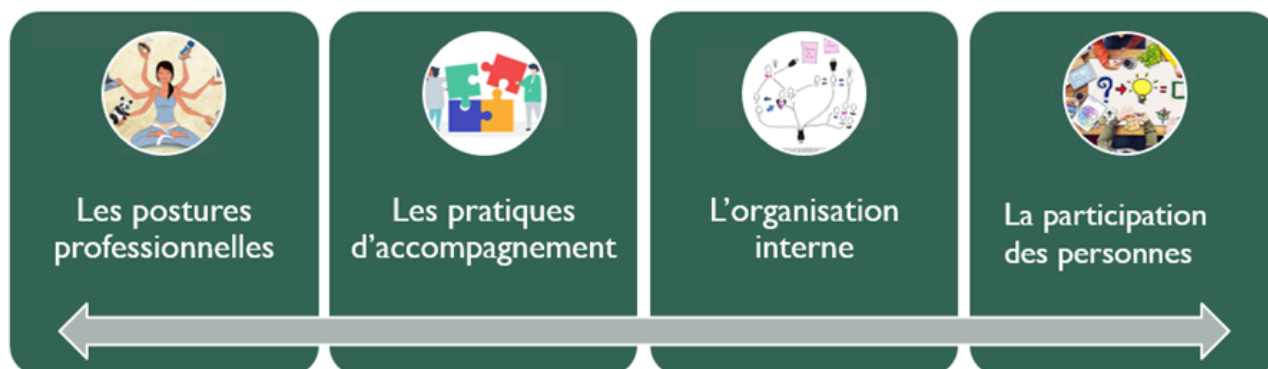 Les postures
professionnelles
Les pratiques
d'accompagnement
L'organisation
interne
La participation
des personnes